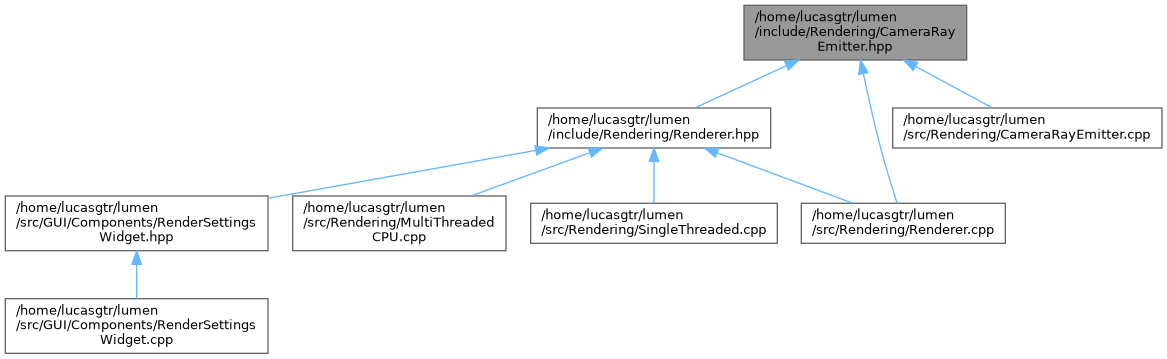 /home/lucasgtr/lumen
/include/Rendering/CameraRay
Emitter.hpp
/home/lucasgtr/lumen
/include/Rendering/Renderer.hpp
/home/lucasgtr/lumen
/src/Rendering/CameraRayEmitter.cpp
/home/lucasgtr/lumen
/src/GUI/Components/RenderSettings
Widget.hpp
/home/lucasgtr/lumen
/src/Rendering/MultiThreaded
CPU.cpp
/home/lucasgtr/lumen
/src/Rendering/SingleThreaded.cpp
/home/lucasgtr/lumen
/src/Rendering/Renderer.cpp
/home/lucasgtr/lumen
/src/GUI/Components/RenderSettings
Widget.cpp